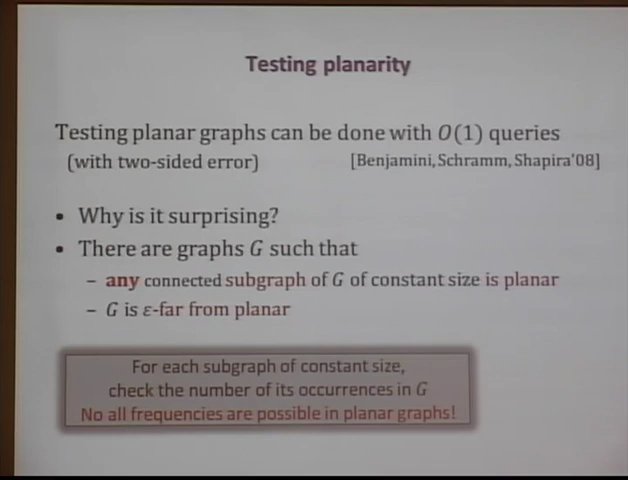 Testing planarity
Testing planar graphs can be done with O(1) queries
(with two-sided error) [Benjamini, Schramm, Shapira'08]
• Why is it surprising?
• There are graphs G such that
– any connected subgraph of G of constant size is planar
– G is ε-far from planar
For each subgraph of constant size,
check the number of its occurrences in G
No all frequencies are possible in planar graphs!